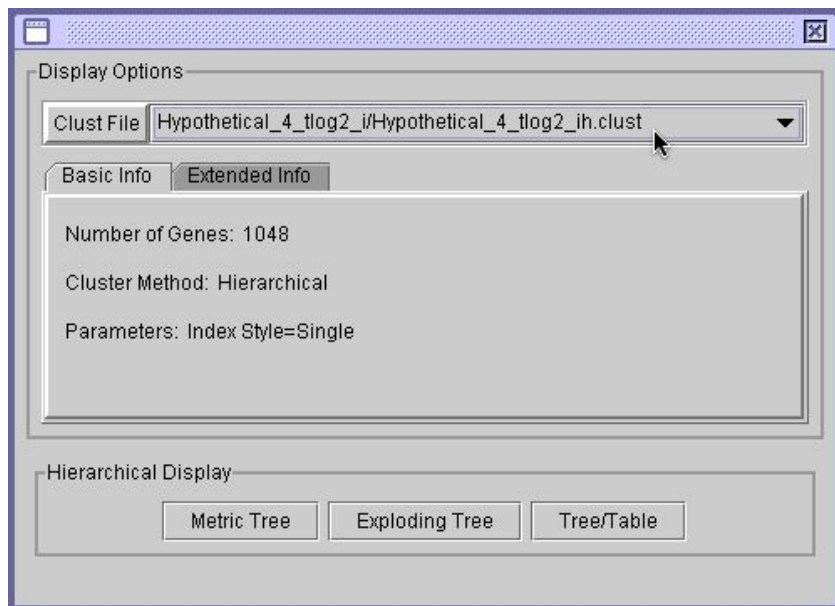 Display Options
Clust File Hypothetical_4_tlog2_i/Hypothetical_4_tlog2_ih.clust
Basic Info Extended Info
Number of Genes: 1048
Cluster Method: Hierarchical
Parameters: Index Style=Single
Hierarchical Display
Metric Tree Exploding Tree Tree/Table